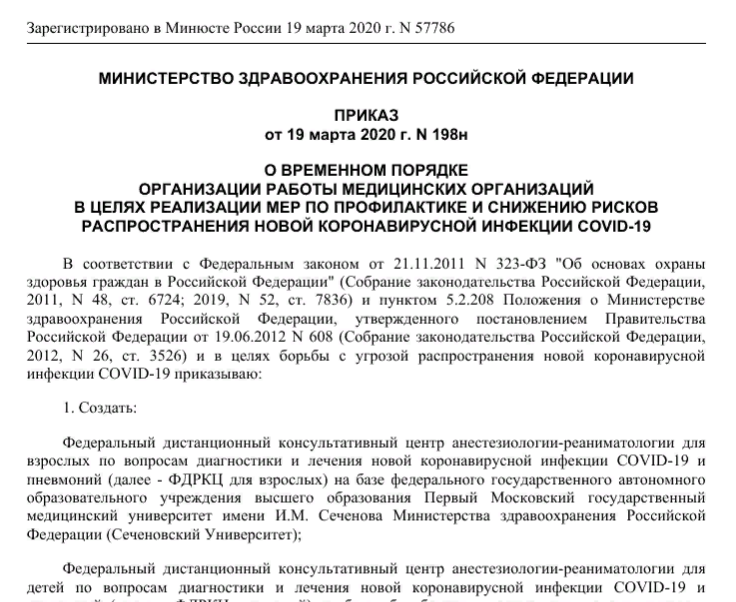 Зарегистрировано в Минюсте России 19 марта 2020 г. N 57786
МИНИСТЕРСТВО ЗДРАВООХРАНЕНИЯ РОССИЙСКОЙ ФЕДЕРАЦИИ
ПРИКАЗ
от 19 марта 2020 г. N 198н
О ВРЕМЕННОМ ПОРЯДКЕ
ОРГАНИЗАЦИИ РАБОТЫ МЕДИЦИНСКИХ ОРГАНИЗАЦИЙ
В ЦЕЛЯХ РЕАЛИЗАЦИИ МЕР ПО ПРОФИЛАКТИКЕ И СНИЖЕНИЮ РИСКОВ
РАСПРОСТРАНЕНИЯ НОВОЙ КОРОНАВИРУСНОЙ ИНФЕКЦИИ COVID-19
В соответствии с Федеральным законом от 21.11.2011 N 323-ФЗ "Об основах охраны
здоровья граждан в Российской Федерации" (Собрание законодательства Российской Федерации,
2011, N 48, ст. 6724; 2019, N 52, ст. 7836) и пунктом 5.2.208 Положения о Министерстве
здравоохранения Российской Федерации, утвержденного постановлением Правительства
Российской Федерации от 19.06.2012 N 608 (Собрание законодательства Российской Федерации,
2012, N 26, ст. 3526) и в целях борьбы с угрозой распространения новой коронавирусной
инфекции COVID-19 приказываю:
1. Создать:
Федеральный дистанционный консультативный центр анестезиологии-реаниматологии для
взрослых по вопросам диагностики и лечения новой коронавирусной инфекции COVID-19 и
пневмоний (далее - ФДРКЦ для взрослых) на базе федерального государственного автономного
образовательного учреждения высшего образования Первый Московский государственный
медицинский университет имени И.М. Сеченова Министерства здравоохранения Российской
Федерации (Сеченовский Университет);
Федеральный дистанционный консультативный центр анестезиологии-реаниматологии для
детей по вопросам диагностики и лечения новой коронавирусной инфекции COVID-19 и